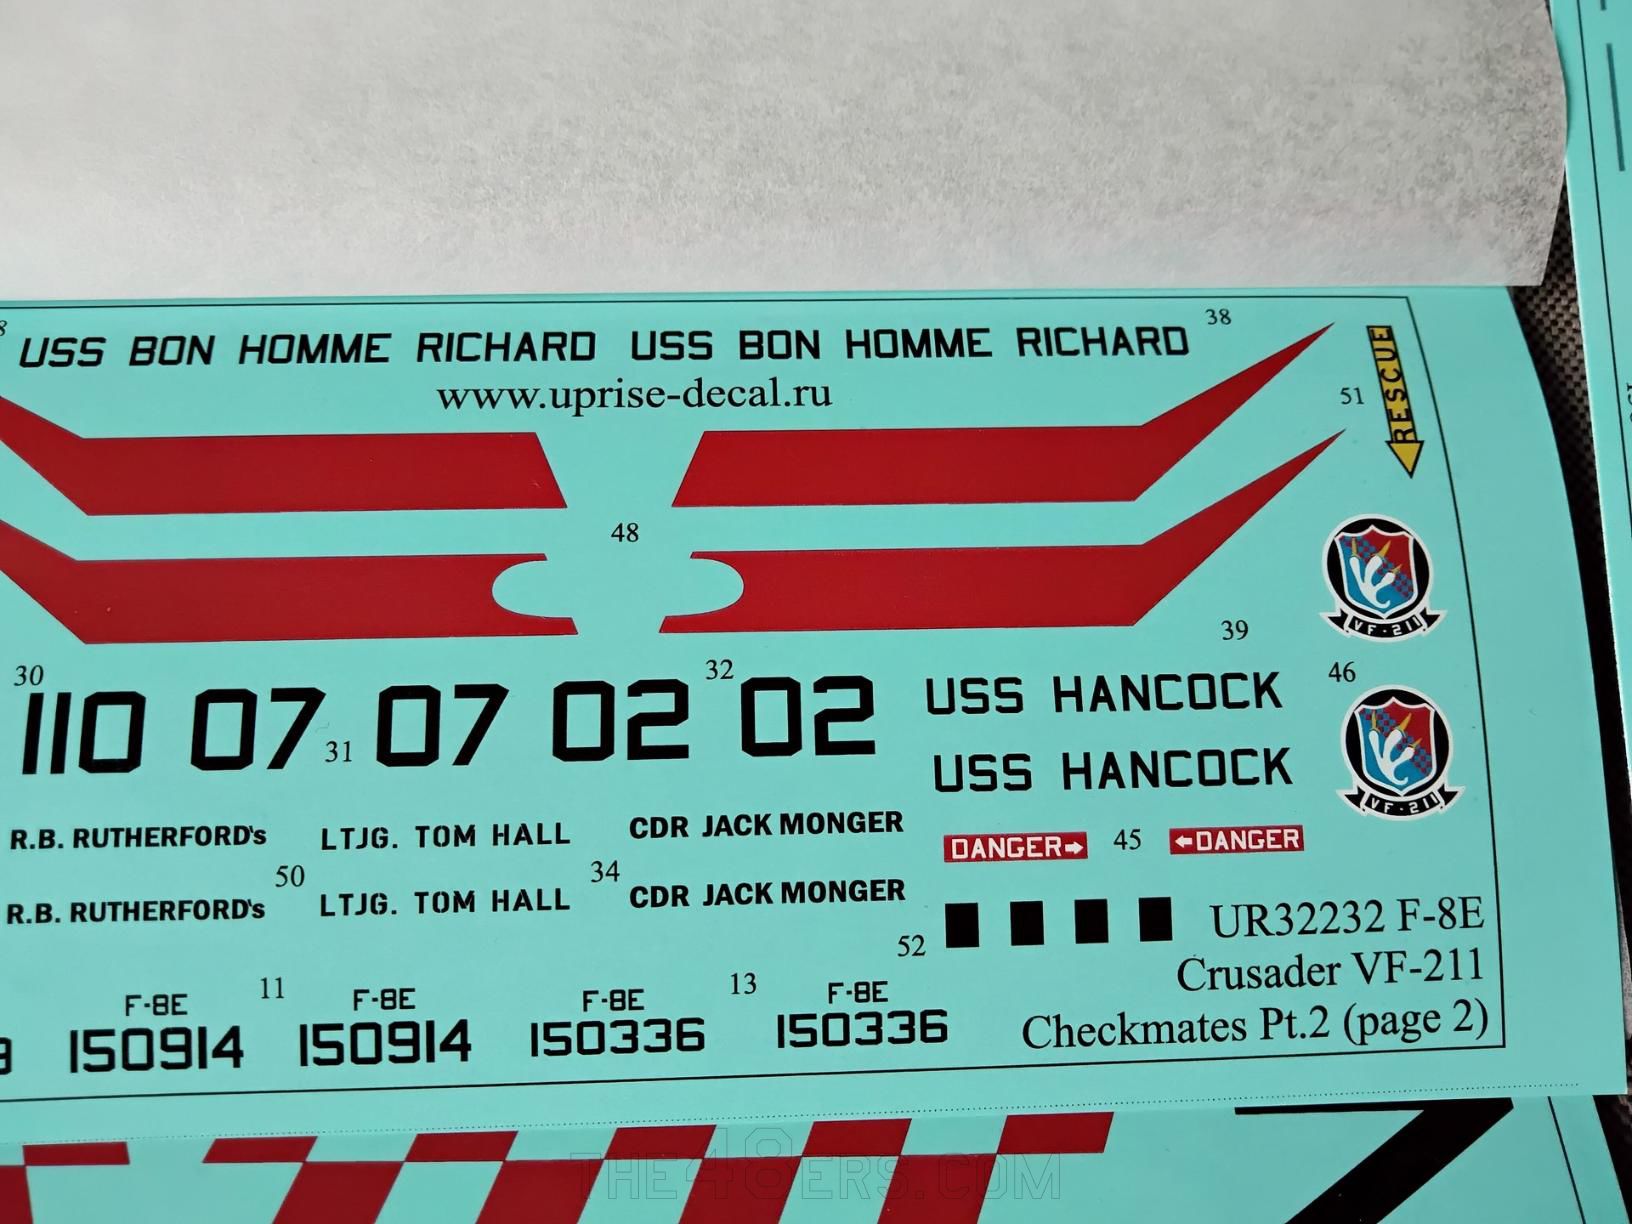 USS BON HOMME RICHARD USS BON HOMME RICHARD 38
www.uprise-decal.ru
51 RESCUE
48
39
VF-211
30 32 46
110 07 31 07 02 02
USS HANCOCK
USS HANCOCK
VF-211
R.B. RUTHERFORD's LTJG. TOM HALL CDR JACK MONGER
DANGER 45 DANGER
50 34
R.B. RUTHERFORD's LTJG. TOM HALL CDR JACK MONGER
52 UR32232 F-8E
Crusader VF-211
Checkmates Pt.2 (page 2)
F-8E 11 F-8E F-8E 13 F-8E
150914 150914 150336 150336
THE48ERS.COM